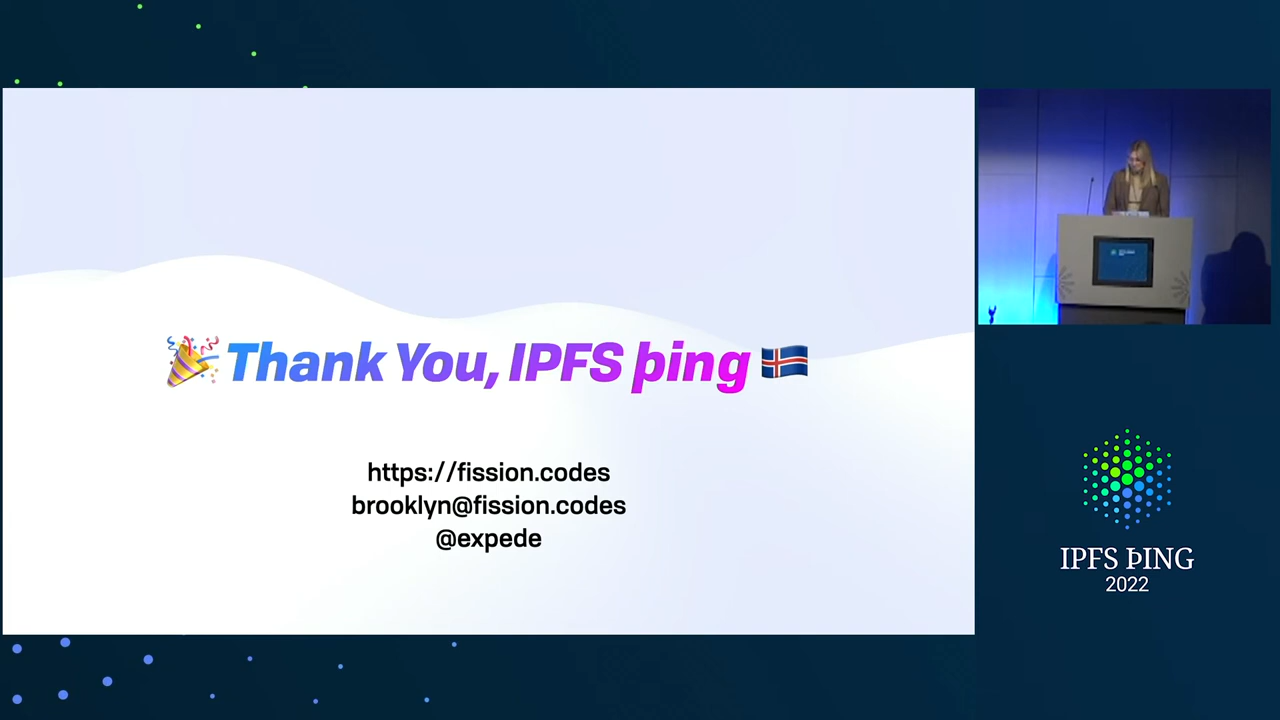 🎉Thank You, IPFS þing 🇮🇸
https://fission.codes
brooklyn@fission.codes
@expede
IPFS ÞING
2022